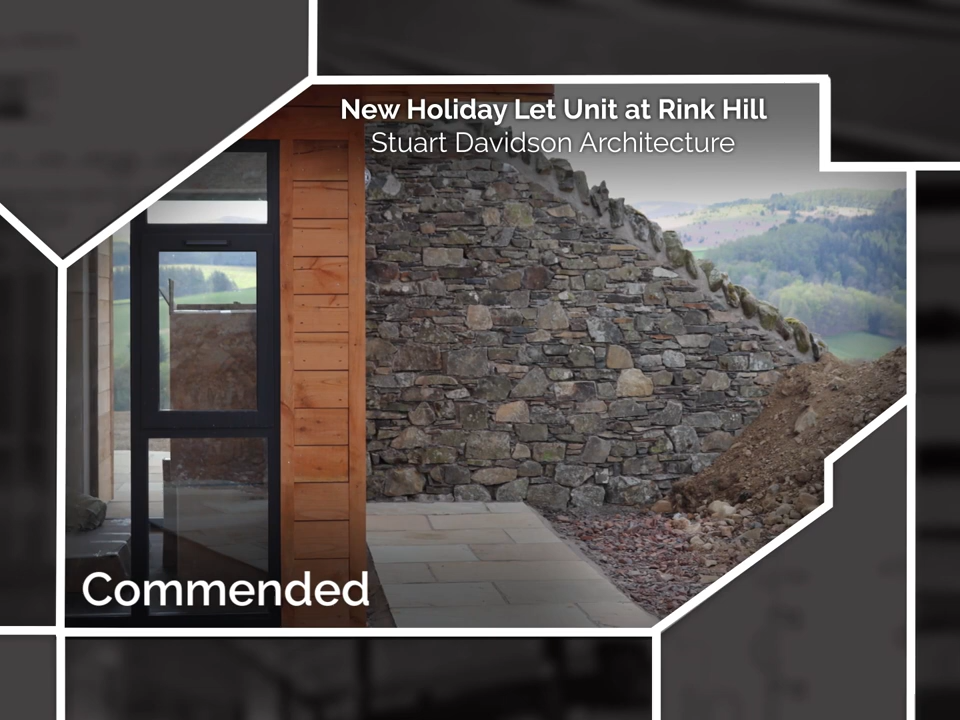 New Holiday Let Unit at Rink Hill
Stuart Davidson Architecture
Commended